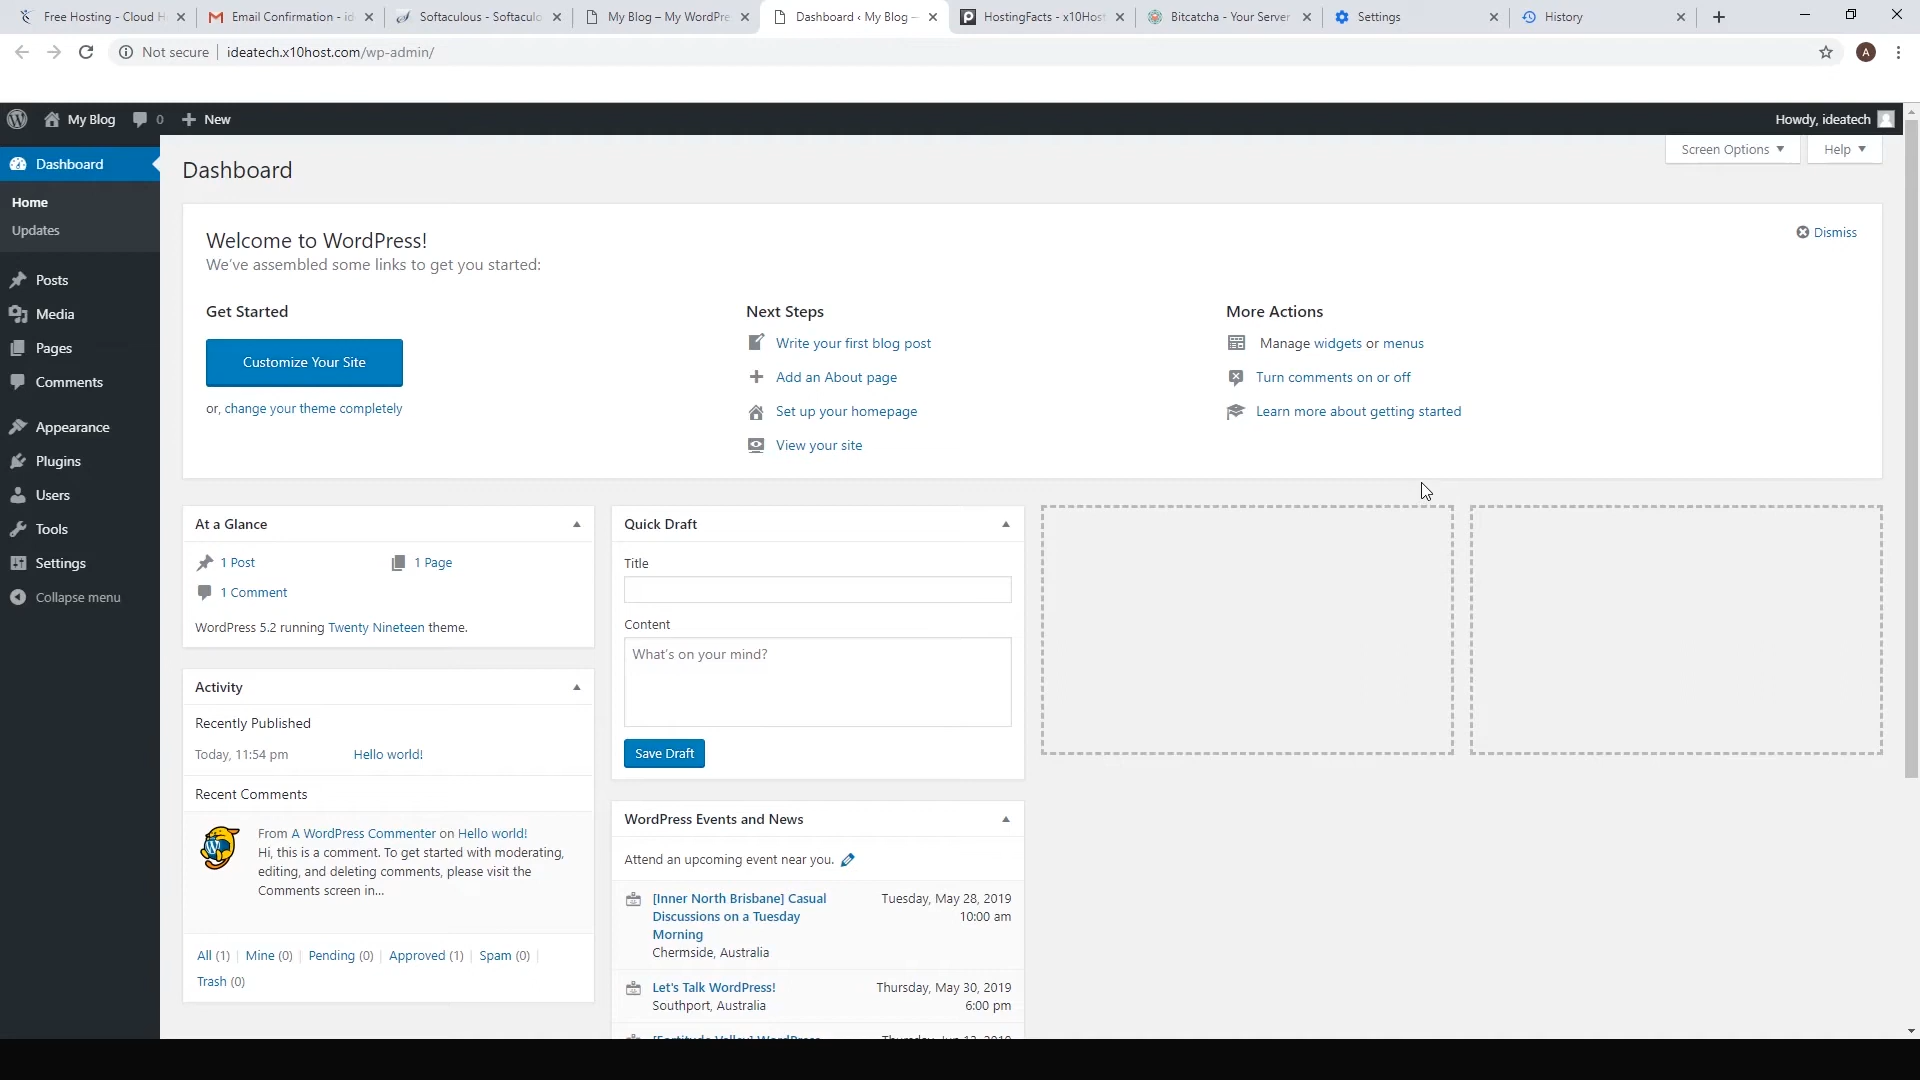 Free Hosting - Cloud H
Email Confirmation - id
Softaculous - Softaculo
My Blog – My WordPre
Dashboard ‹ My Blog —
HostingFacts - x10Host
Bitcatcha - Your Server
Settings
History
Not secure
ideatech.x10host.com/wp-admin/
A
My Blog
0
New
Howdy, ideatech
Dashboard
Home
Updates
Posts
Media
Pages
Comments
Appearance
Plugins
Users
Tools
Settings
Collapse menu
Screen Options
Help
Dashboard
Welcome to WordPress!
We've assembled some links to get you started:
Dismiss
Get Started
Customize Your Site
or, change your theme completely
Next Steps
Write your first blog post
Add an About page
Set up your homepage
View your site
More Actions
Manage widgets or menus
Turn comments on or off
Learn more about getting started
At a Glance
1 Post
1 Page
1 Comment
WordPress 5.2 running Twenty Nineteen theme.
Activity
Recently Published
Today, 11:54 pm
Hello world!
Recent Comments
From A WordPress Commenter on Hello world!
Hi, this is a comment. To get started with moderating,
editing, and deleting comments, please visit the
Comments screen in...
All (1) | Mine (0) | Pending (0) | Approved (1) | Spam (0) |
Trash (0)
Quick Draft
Title
Content
What's on your mind?
Save Draft
WordPress Events and News
Attend an upcoming event near you.
[Inner North Brisbane] Casual
Discussions on a Tuesday
Morning
Chermside, Australia
Tuesday, May 28, 2019
10:00 am
Let's Talk WordPress!
Southport, Australia
Thursday, May 30, 2019
6:00 pm